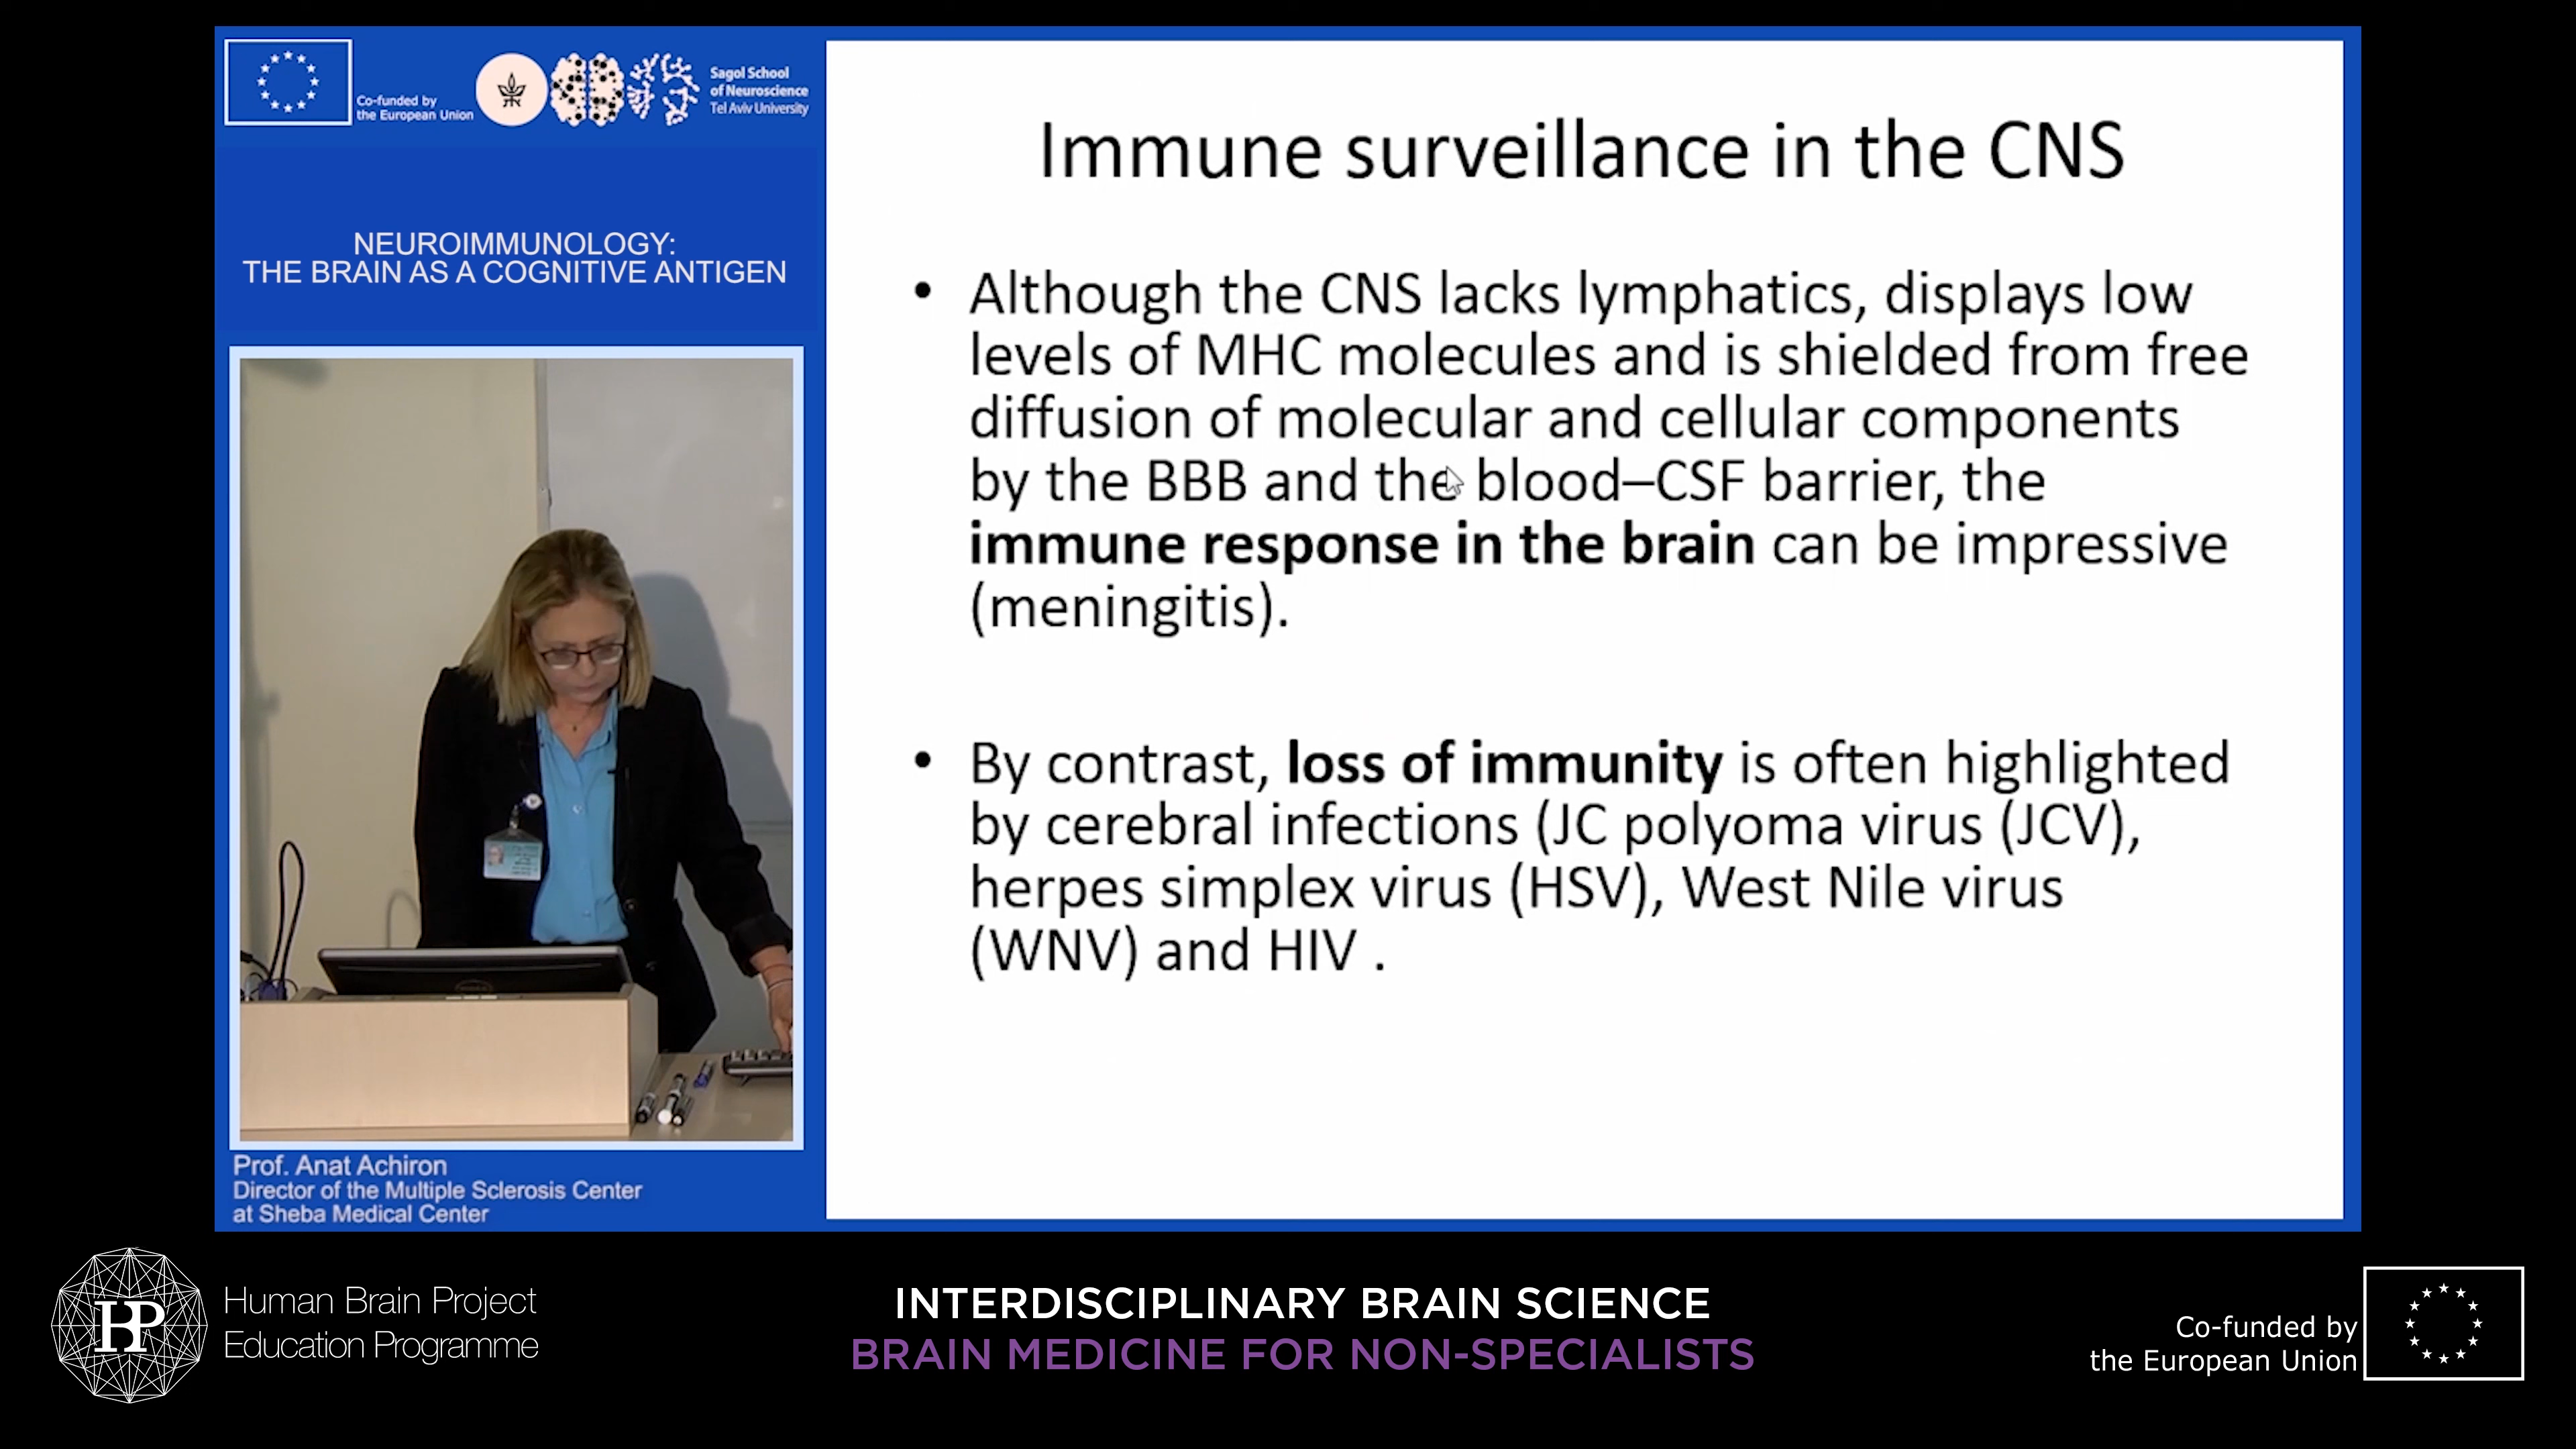 Co-funded by
the European Union
Sagol School
of Neuroscience
Tel Aviv University
NEUROIMMUNOLOGY:
THE BRAIN AS A COGNITIVE ANTIGEN
Prof. Anat Achiron
Director of the Multiple Sclerosis Center
at Sheba Medical Center
Immune surveillance in the CNS
• Although the CNS lacks lymphatics, displays low
levels of MHC molecules and is shielded from free
diffusion of molecular and cellular components
by the BBB and the blood–CSF barrier, the
immune response in the brain can be impressive
(meningitis).
• By contrast, loss of immunity is often highlighted
by cerebral infections (JC polyoma virus (JCV),
herpes simplex virus (HSV), West Nile virus
(WNV) and HIV .
HBP
Human Brain Project
Education Programme
INTERDISCIPLINARY BRAIN SCIENCE
BRAIN MEDICINE FOR NON-SPECIALISTS
Co-funded by
the European Union